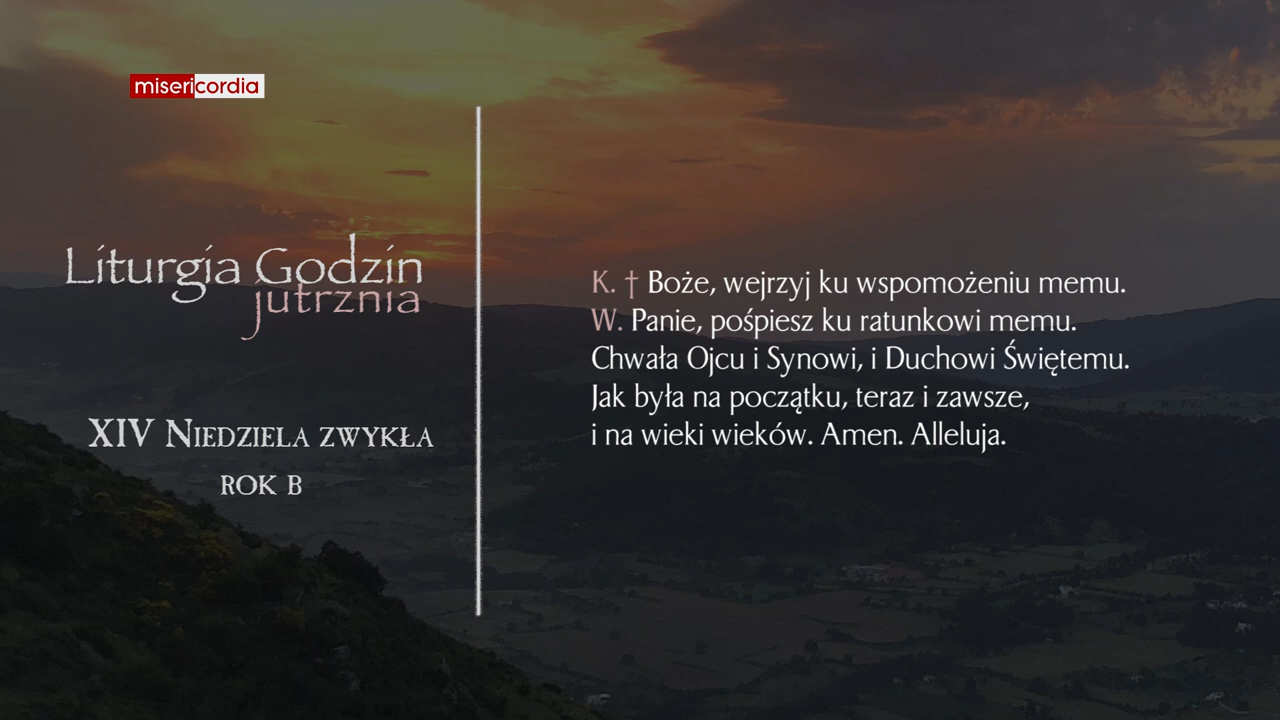 misericordia
Liturgia Godzin
jutrznia
XIV Niedziela zwykła
rok B
K. † Boże, wejrzyj ku wspomożeniu memu.
W. Panie, pośpiesz ku ratunkowi memu.
Chwała Ojcu i Synowi, i Duchowi Świętemu.
Jak była na początku, teraz i zawsze,
i na wieki wieków. Amen. Alleluja.